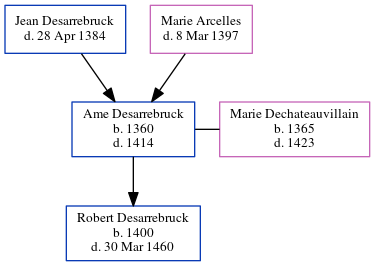 Jean Desarrebruck
d. 28 Apr 1384
Marie Arcelles
d. 8 Mar 1397
Ame Desarrebruck
b. 1360
d. 1414
Marie Dechateauvillain
b. 1365
d. 1423
Robert Desarrebruck
b. 1400
d. 30 Mar 1460